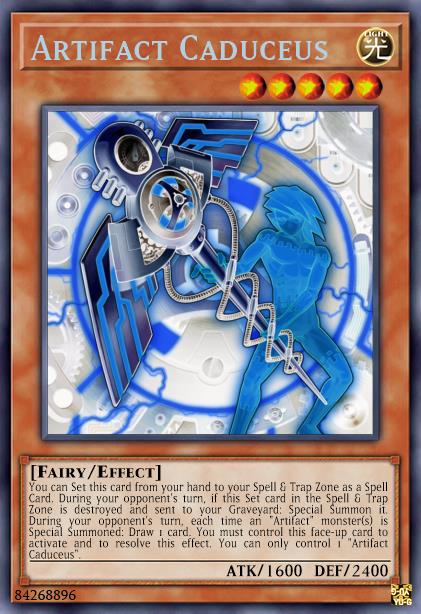 ARTIFACT CADUCEUS
LIGHT
光
[FAIRY/EFFECT]
You can Set this card from your hand to your Spell & Trap Zone as a Spell
Card. During your opponent's turn, if this Set card in the Spell & Trap
Zone is destroyed and sent to your Graveyard: Special Summon it.
During your opponent's turn, each time an "Artifact" monster(s) is
Special Summoned: Draw 1 card. You must control this face-up card to
activate and to resolve this effect. You can only control 1 "Artifact
Caduceus".
ATK/1600 DEF/2400
84268896